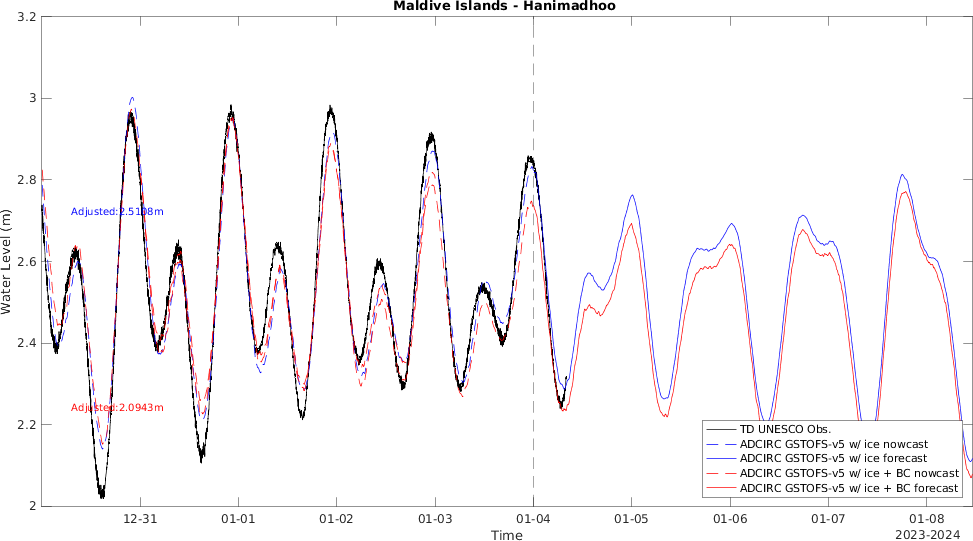 Maldive Islands - Hanimadhoo
Water Level (m)
3.2
3
2.8
2.6
2.4
2.2
2
Adjusted:2.5108m
Adjusted:2.0943m
TD UNESCO Obs.
ADCIRC GSTOFS-v5 w/ ice nowcast
ADCIRC GSTOFS-v5 w/ ice forecast
ADCIRC GSTOFS-v5 w/ ice + BC nowcast
ADCIRC GSTOFS-v5 w/ ice + BC forecast
12-31 01-01 01-02 01-03 01-04 01-05 01-06 01-07 01-08
Time
2023-2024